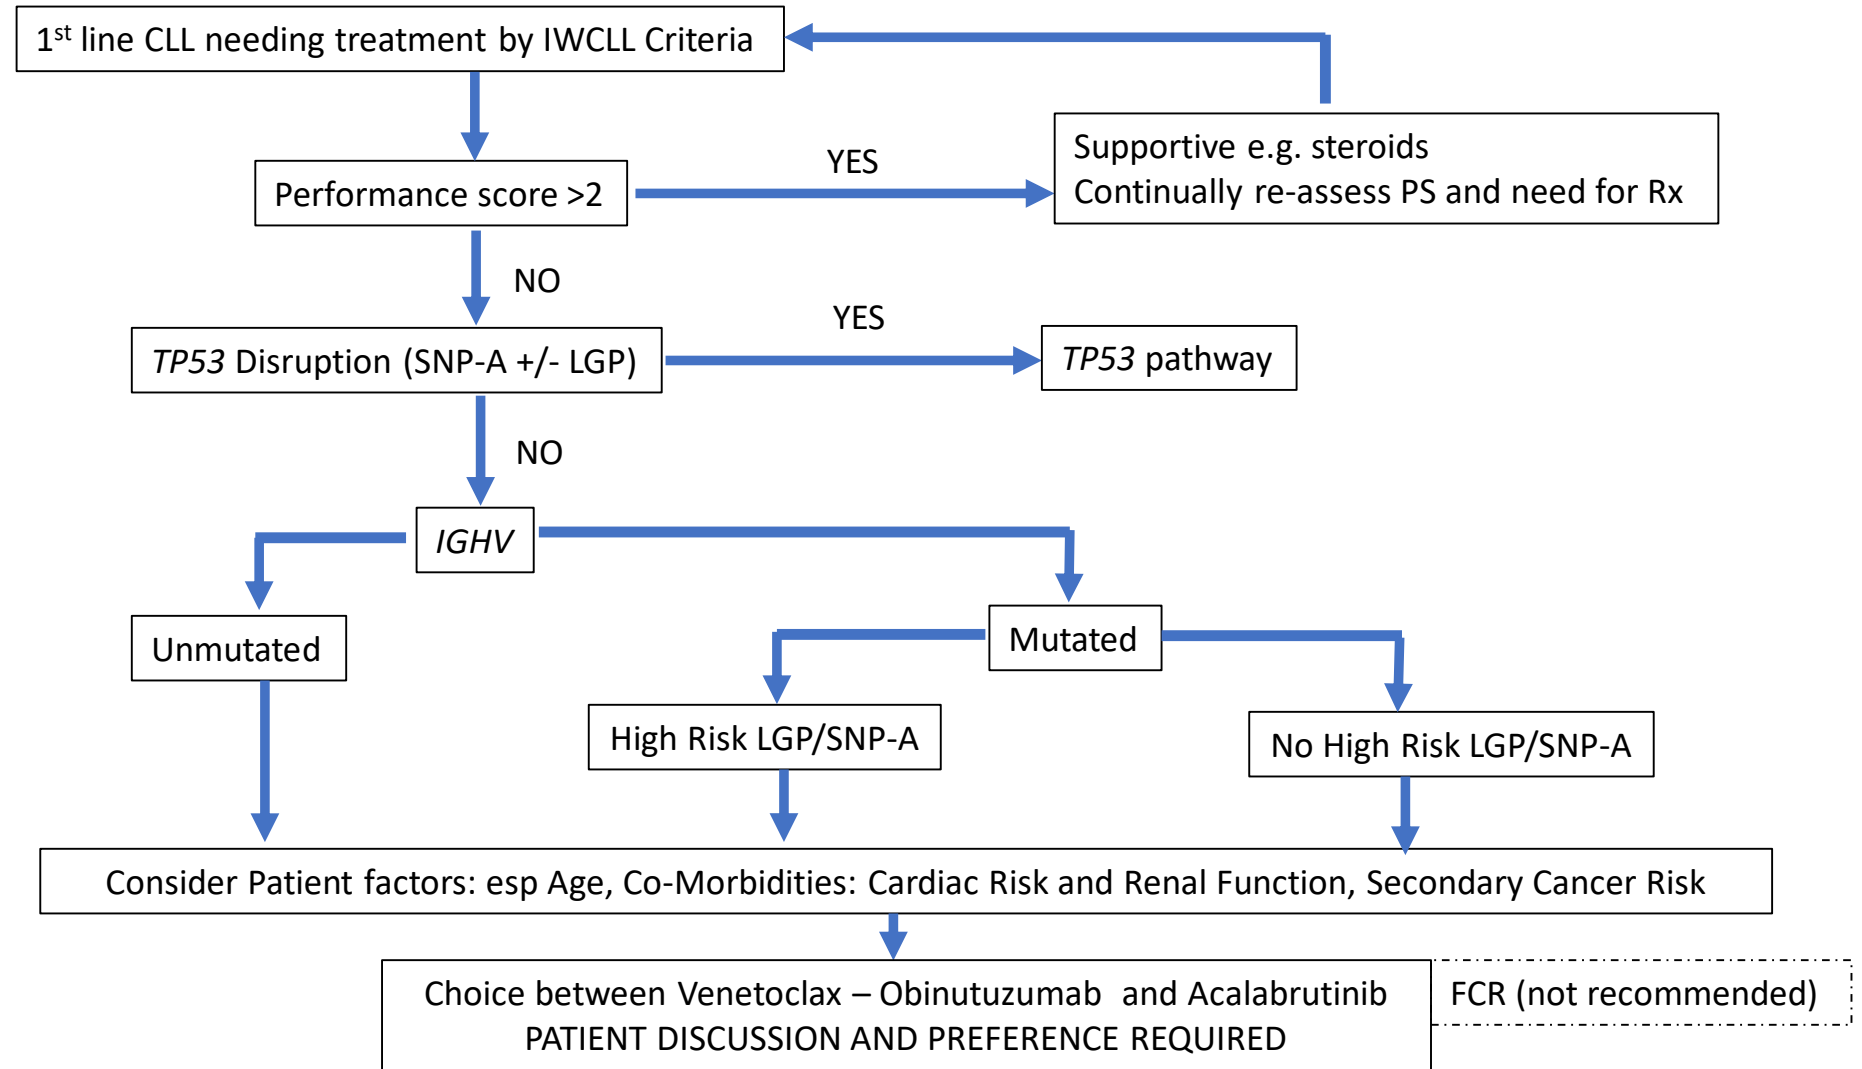 1st line CLL needing treatment by IWCLL Criteria
YES
Supportive e.g. steroids
Continually re-assess PS and need for Rx
Performance score >2
NO
YES
TP53 Disruption (SNP-A +/- LGP)
TP53 pathway
NO
IGHV
Unmutated
Mutated
High Risk LGP/SNP-A
No High Risk LGP/SNP-A
Consider Patient factors: esp Age, Co-Morbidities: Cardiac Risk and Renal Function, Secondary Cancer Risk
Choice between Venetoclax – Obinutuzumab and Acalabrutinib
PATIENT DISCUSSION AND PREFERENCE REQUIRED
FCR (not recommended)